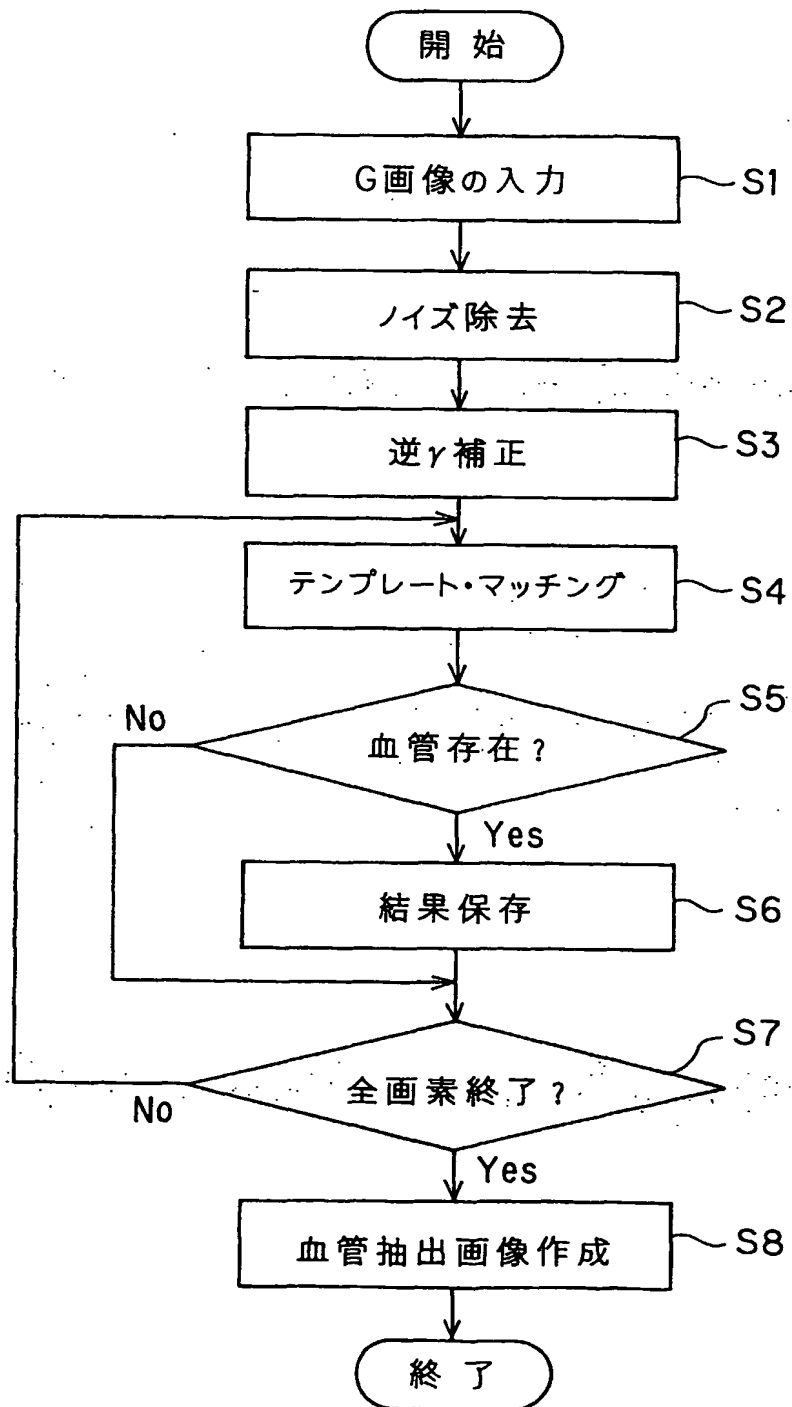 開始
G画像の入力
S1
ノイズ除去
S2
逆γ補正
S3
テンプレート・マッチング
S4
血管存在?
S5
No
Yes
結果保存
S6
全画素終了?
S7
No
Yes
血管抽出画像作成
S8
終了